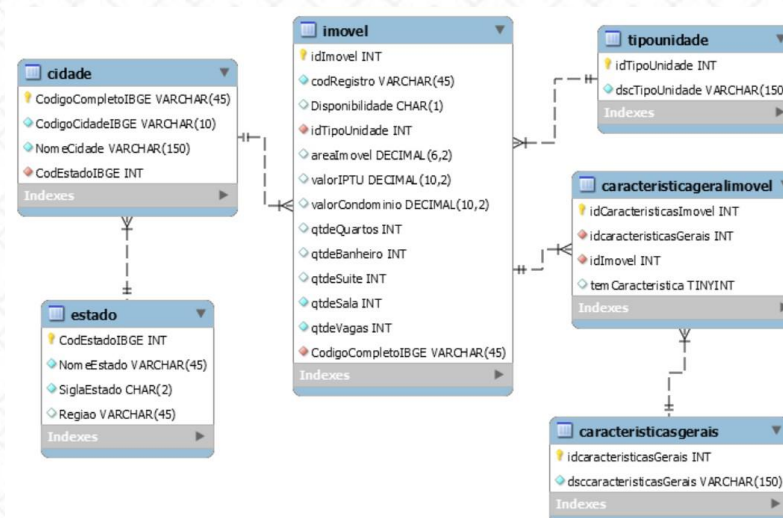 cidade
CodigoCompletoIBGE VARCHAR(45)
CodigoCidadeIBGE VARCHAR(10)
NomeCidade VARCHAR(150)
CodEstadoIBGE INT
Indexes
estado
CodEstadoIBGE INT
NomeEstado VARCHAR(45)
SiglaEstado CHAR(2)
Regiao VARCHAR(45)
Indexes
imovel
idImovel INT
codRegistro VARCHAR(45)
Disponibilidade CHAR(1)
idTipoUnidade INT
areaImovel DECIMAL(6,2)
valorIPTU DECIMAL(10,2)
valorCondominio DECIMAL(10,2)
qtdeQuartos INT
qtdeBanheiro INT
qtdeSuite INT
qtdeSala INT
qtdeVagas INT
CodigoCompletoIBGE VARCHAR(45)
Indexes
tipounidade
idTipoUnidade INT
dscTipoUnidade VARCHAR(150
Indexes
caracteristicageralimovel
idCaracteristicasImovel INT
idcaracteristicasGerais INT
idImovel INT
temCaracteristica TINYINT
Indexes
caracteristicasgerais
idcaracteristicasGerais INT
dsccaracteristicasGerais VARCHAR(150)
Indexes